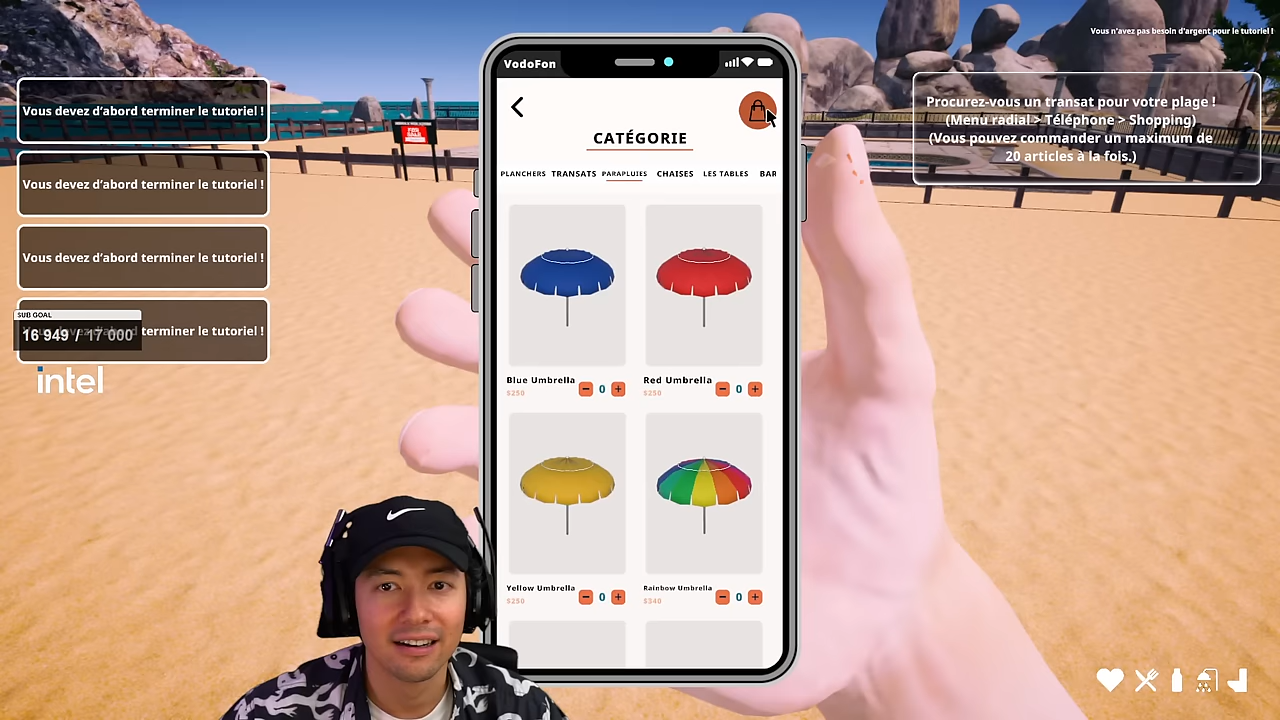 Vous n'avez pas besoin d'argent pour le tutoriel !
Vous devez d'abord terminer le tutoriel !
Vous devez d'abord terminer le tutoriel !
Vous devez d'abord terminer le tutoriel !
terminer le tutoriel !
SUB GOAL
16 949 / 17 000
intel
VodoFon
CATÉGORIE
PLANCHERS TRANSATS PARAPLUIES CHAISES LES TABLES BAR
Blue Umbrella
$250
- 0 +
Red Umbrella
$250
- 0 +
Yellow Umbrella
$250
- 0 +
Rainbow Umbrella
$340
- 0 +
Procurez-vous un transat pour votre plage !
(Menu radial > Téléphone > Shopping)
(Vous pouvez commander un maximum de
20 articles à la fois.)